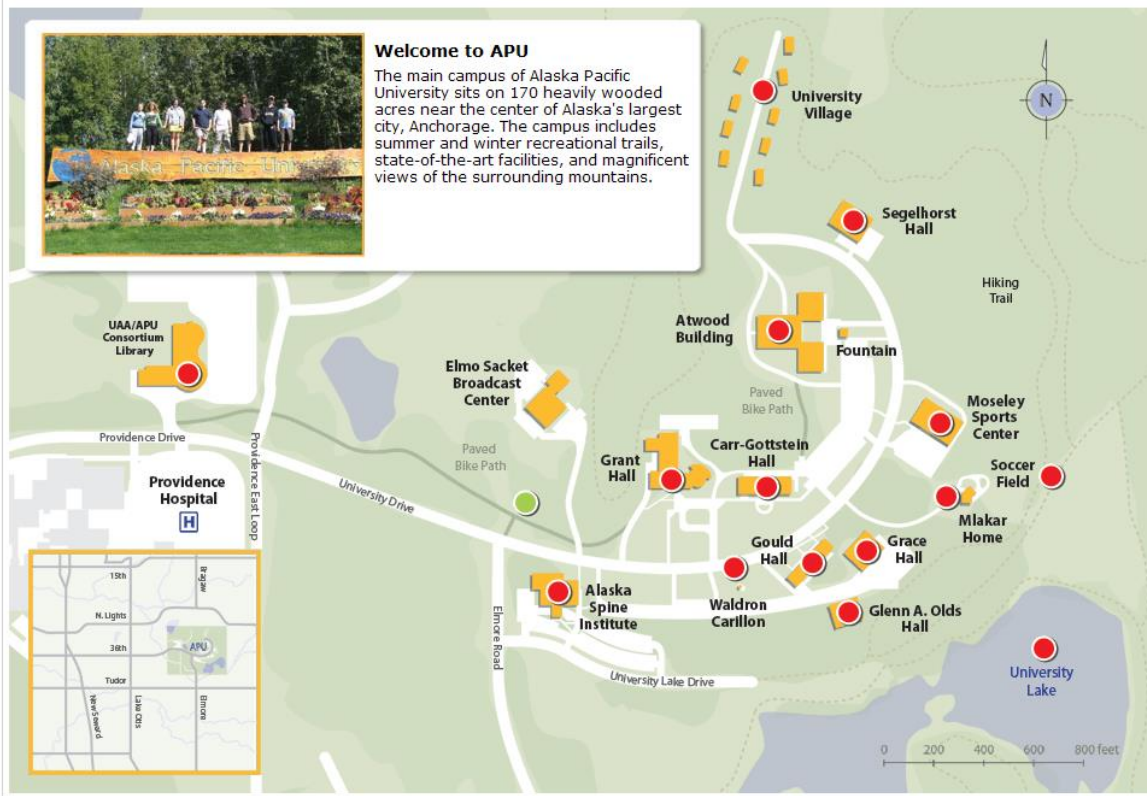 Welcome to APU
The main campus of Alaska Pacific
University sits on 170 heavily wooded
acres near the center of Alaska's largest
city, Anchorage. The campus includes
summer and winter recreational trails,
state-of-the-art facilities, and magnificent
views of the surrounding mountains.
Alaska Pacific University
University
Village
N
Segelhorst
Hall
Hiking
Trail
UAA/APU
Consortium
Library
Atwood
Building
Fountain
Elmo Sacket
Broadcast
Center
Paved
Bike Path
Moseley
Sports
Center
Providence Drive
Providence East Loop
Paved
Bike Path
Grant
Hall
Carr-Gottstein
Hall
Soccer
Field
Providence
Hospital
H
University Drive
Mlakar
Home
Gould
Hall
Grace
Hall
Alaska
Spine
Institute
Waldron
Carillon
Glenn A. Olds
Hall
Elmore Road
University Lake Drive
University
Lake
15th
Bragaw
N. Lights
36th
APU
Tudor
New Seward
Lake Otis
Elmore
0 200 400 600 800 feet